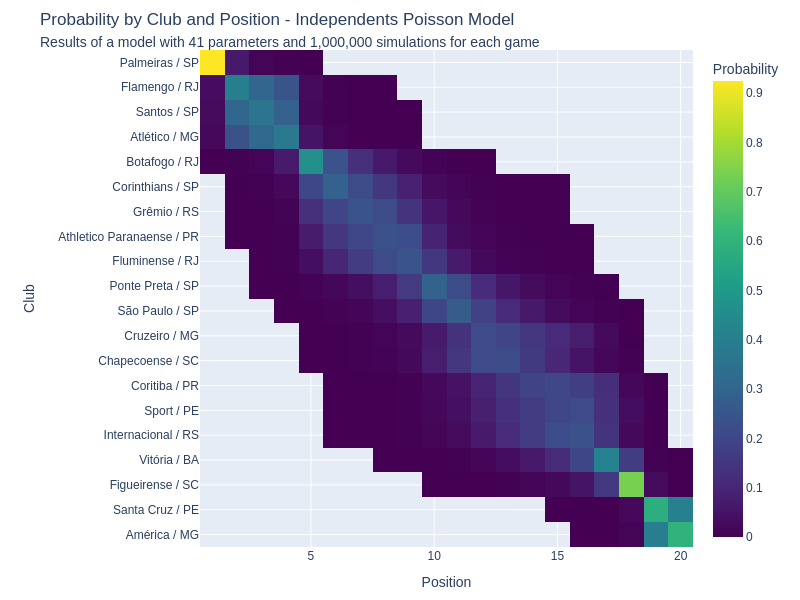 Probability by Club and Position - Independents Poisson Model
Results of a model with 41 parameters and 1,000,000 simulations for each game
Probability
Palmeiras / SP
Flamengo / RJ
Santos / SP
Atlético / MG
Botafogo / RJ
Corinthians / SP
Grêmio / RS
Athletico Paranaense / PR
Fluminense / RJ
Ponte Preta / SP
São Paulo / SP
Cruzeiro / MG
Chapecoense / SC
Coritiba / PR
Sport / PE
Internacional / RS
Vitória / BA
Figueirense / SC
Santa Cruz / PE
América / MG
Club
5
10
15
20
Position
0.9
0.8
0.7
0.6
0.5
0.4
0.3
0.2
0.1
0